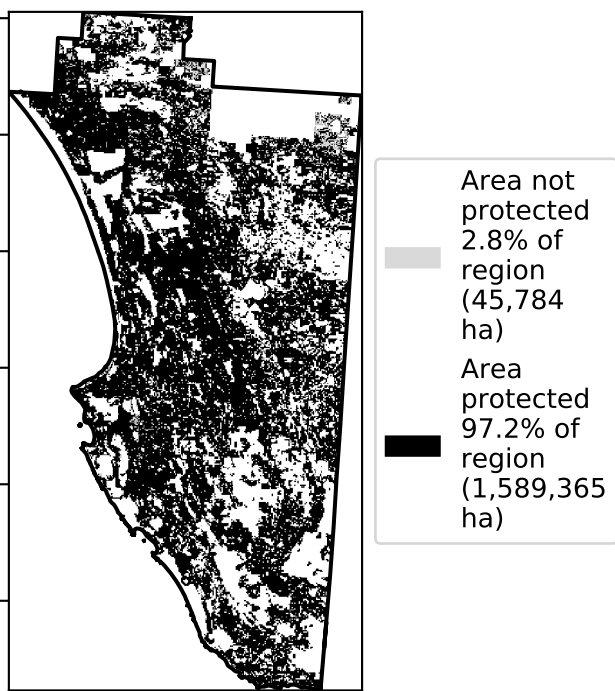 Area not
protected
2.8% of
region
(45,784
ha)
Area
protected
97.2% of
region
(1,589,365
ha)